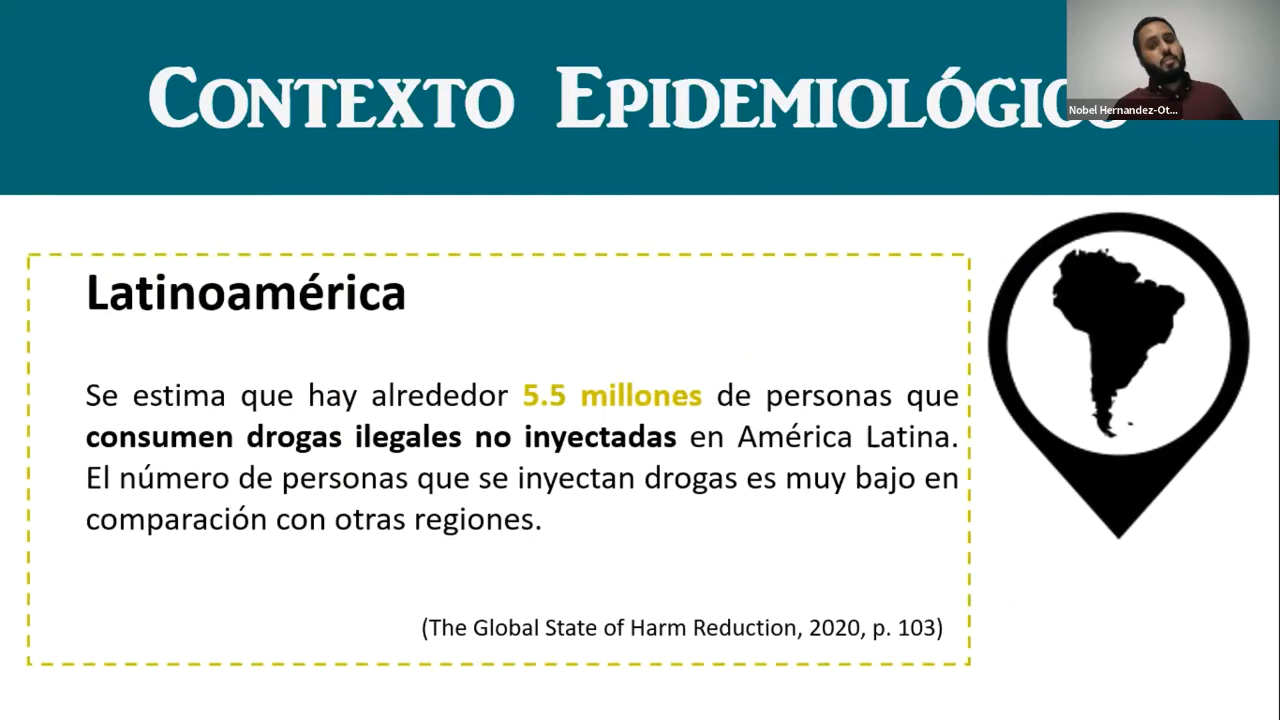 CONTEXTO EPIDEMIOLÓGICO
Nobel Hernandez-Ot...
Latinoamérica
Se estima que hay alrededor 5.5 millones de personas que
consumen drogas ilegales no inyectadas en América Latina.
El número de personas que se inyectan drogas es muy bajo en
comparación con otras regiones.
(The Global State of Harm Reduction, 2020, p. 103)